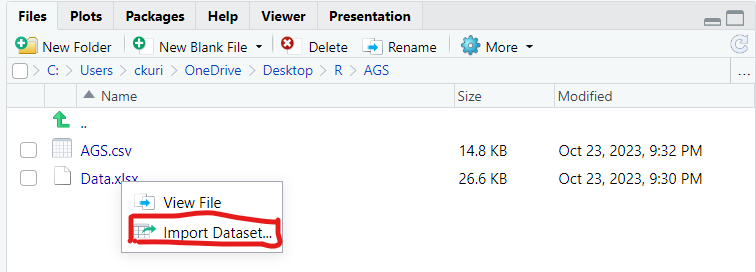 Files Plots Packages Help Viewer Presentation
New Folder New Blank File Delete Rename More
C: Users ckuri OneDrive Desktop R AGS ...
Name Size Modified
..
AGS.csv 14.8 KB Oct 23, 2023, 9:32 PM
Data.xlsx 26.6 KB Oct 23, 2023, 9:30 PM
View File
Import Dataset...